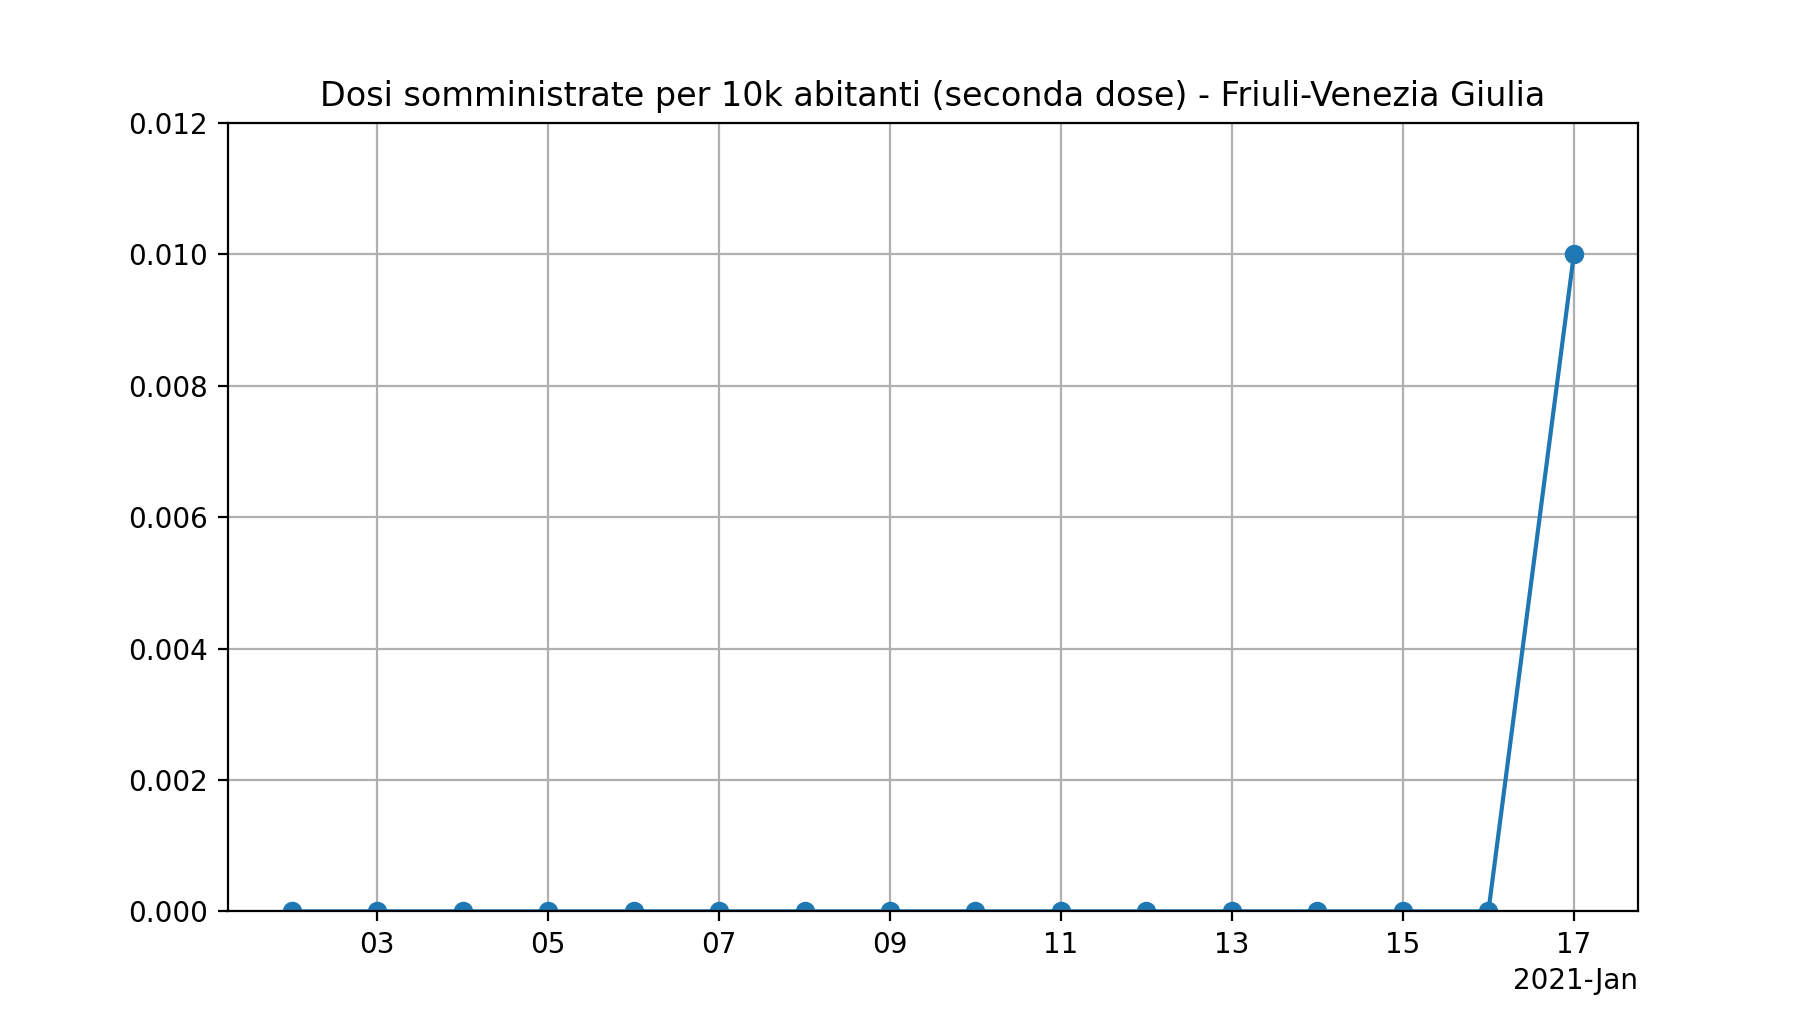 Dosi somministrate per 10k abitanti (seconda dose) - Friuli-Venezia Giulia
0.012
0.010
0.008
0.006
0.004
0.002
0.000
03 05 07 09 11 13 15 17
2021-Jan